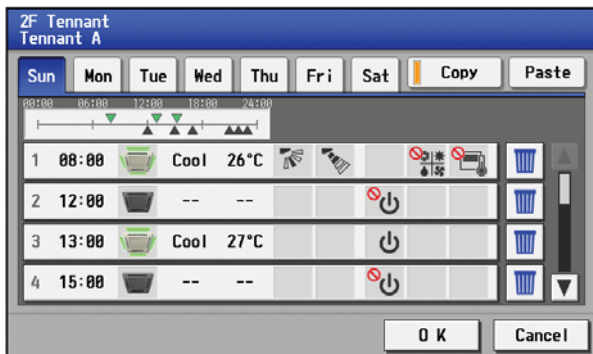 2F Tennant
Tennant A
Sun Mon Tue Wed Thu Fri Sat Copy Paste
00:00 06:00 12:00 18:00 24:00
1 08:00 Cool 26°C
2 12:00 -- --
3 13:00 Cool 27°C
4 15:00 -- --
OK Cancel